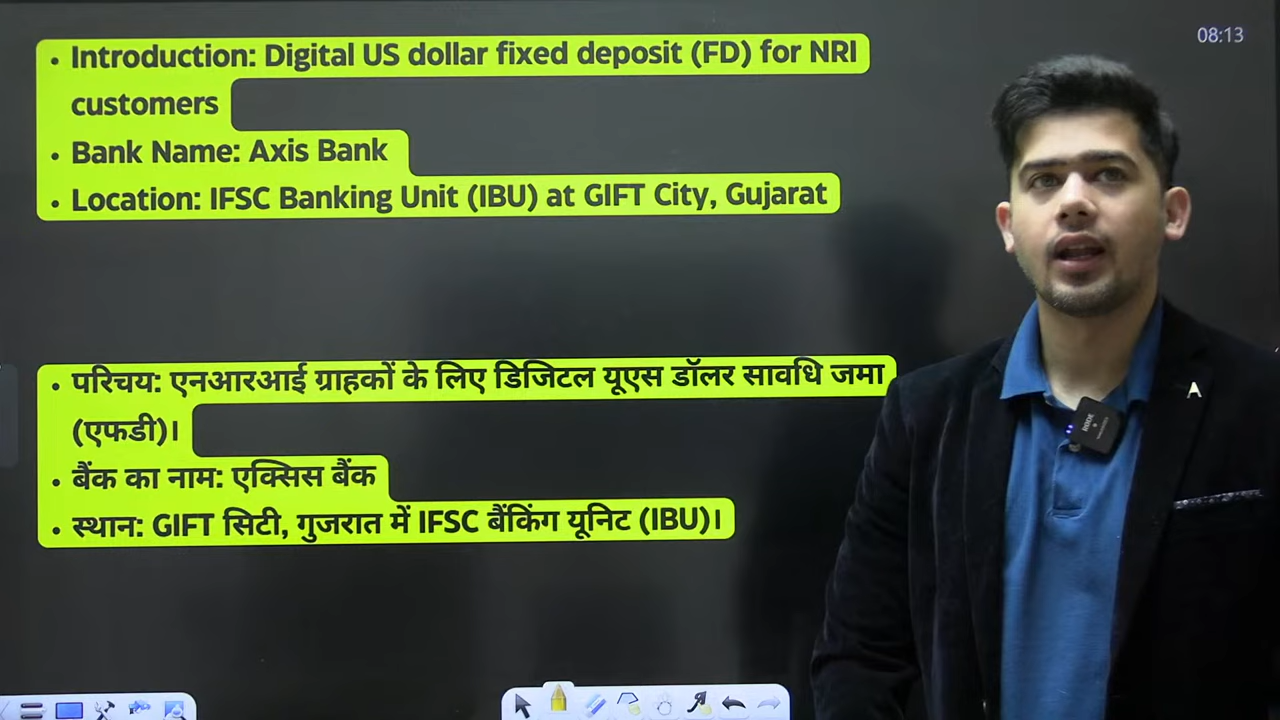 08:13
• Introduction: Digital US dollar fixed deposit (FD) for NRI
customers
• Bank Name: Axis Bank
• Location: IFSC Banking Unit (IBU) at GIFT City, Gujarat
• परिचय: एनआरआई ग्राहकों के लिए डिजिटल यूएस डॉलर सावधि जमा
(एफडी)।
• बैंक का नाम: एक्सिस बैंक
• स्थान: GIFT सिटी, गुजरात में IFSC बैंकिंग यूनिट (IBU)।
A